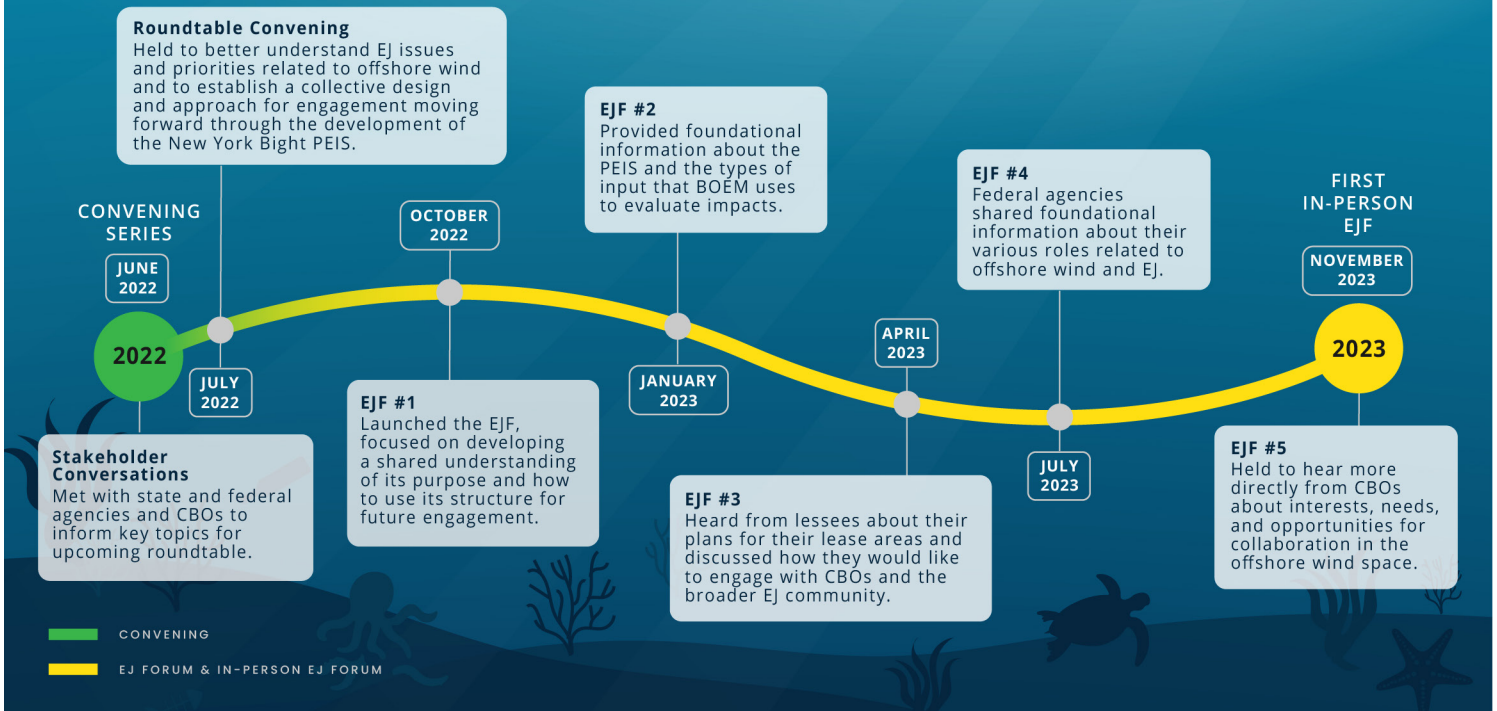 Roundtable Convening
Held to better understand EJ issues
and priorities related to offshore wind
and to establish a collective design
and approach for engagement moving
forward through the development of
the New York Bight PEIS.
CONVENING
SERIES
JUNE
2022
2022
Stakeholder
Conversations
Met with state and federal
agencies and CBOs to
inform key topics for
upcoming roundtable.
JULY
2022
OCTOBER
2022
EJF #1
Launched the EJF,
focused on developing
a shared understanding
of its purpose and how
to use its structure for
future engagement.
EJF #2
Provided foundational
information about the
PEIS and the types of
input that BOEM uses
to evaluate impacts.
JANUARY
2023
APRIL
2023
EJF #3
Heard from lessees about their
plans for their lease areas and
discussed how they would like
to engage with CBOs and the
broader EJ community.
EJF #4
Federal agencies
shared foundational
information about their
various roles related to
offshore wind and EJ.
JULY
2023
FIRST
IN-PERSON
EJF
NOVEMBER
2023
2023
EJF #5
Held to hear more
directly from CBOs
about interests, needs,
and opportunities for
collaboration in the
offshore wind space.
CONVENING
EJ FORUM & IN-PERSON EJ FORUM